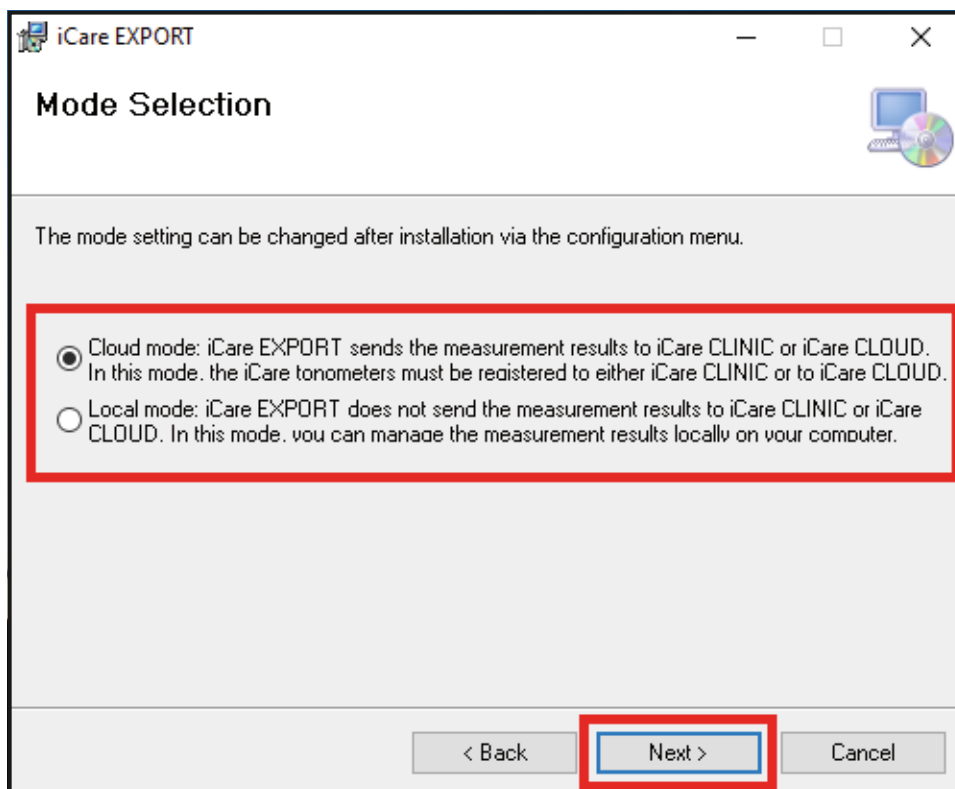 iCare EXPORT
Mode Selection
The mode setting can be changed after installation via the configuration menu.
Cloud mode: iCare EXPORT sends the measurement results to iCare CLINIC or iCare CLOUD.
In this mode, the iCare tonometers must be registered to either iCare CLINIC or to iCare CLOUD.
Local mode: iCare EXPORT does not send the measurement results to iCare CLINIC or iCare
CLOUD. In this mode, you can manage the measurement results locally on your computer.
< Back
Next >
Cancel